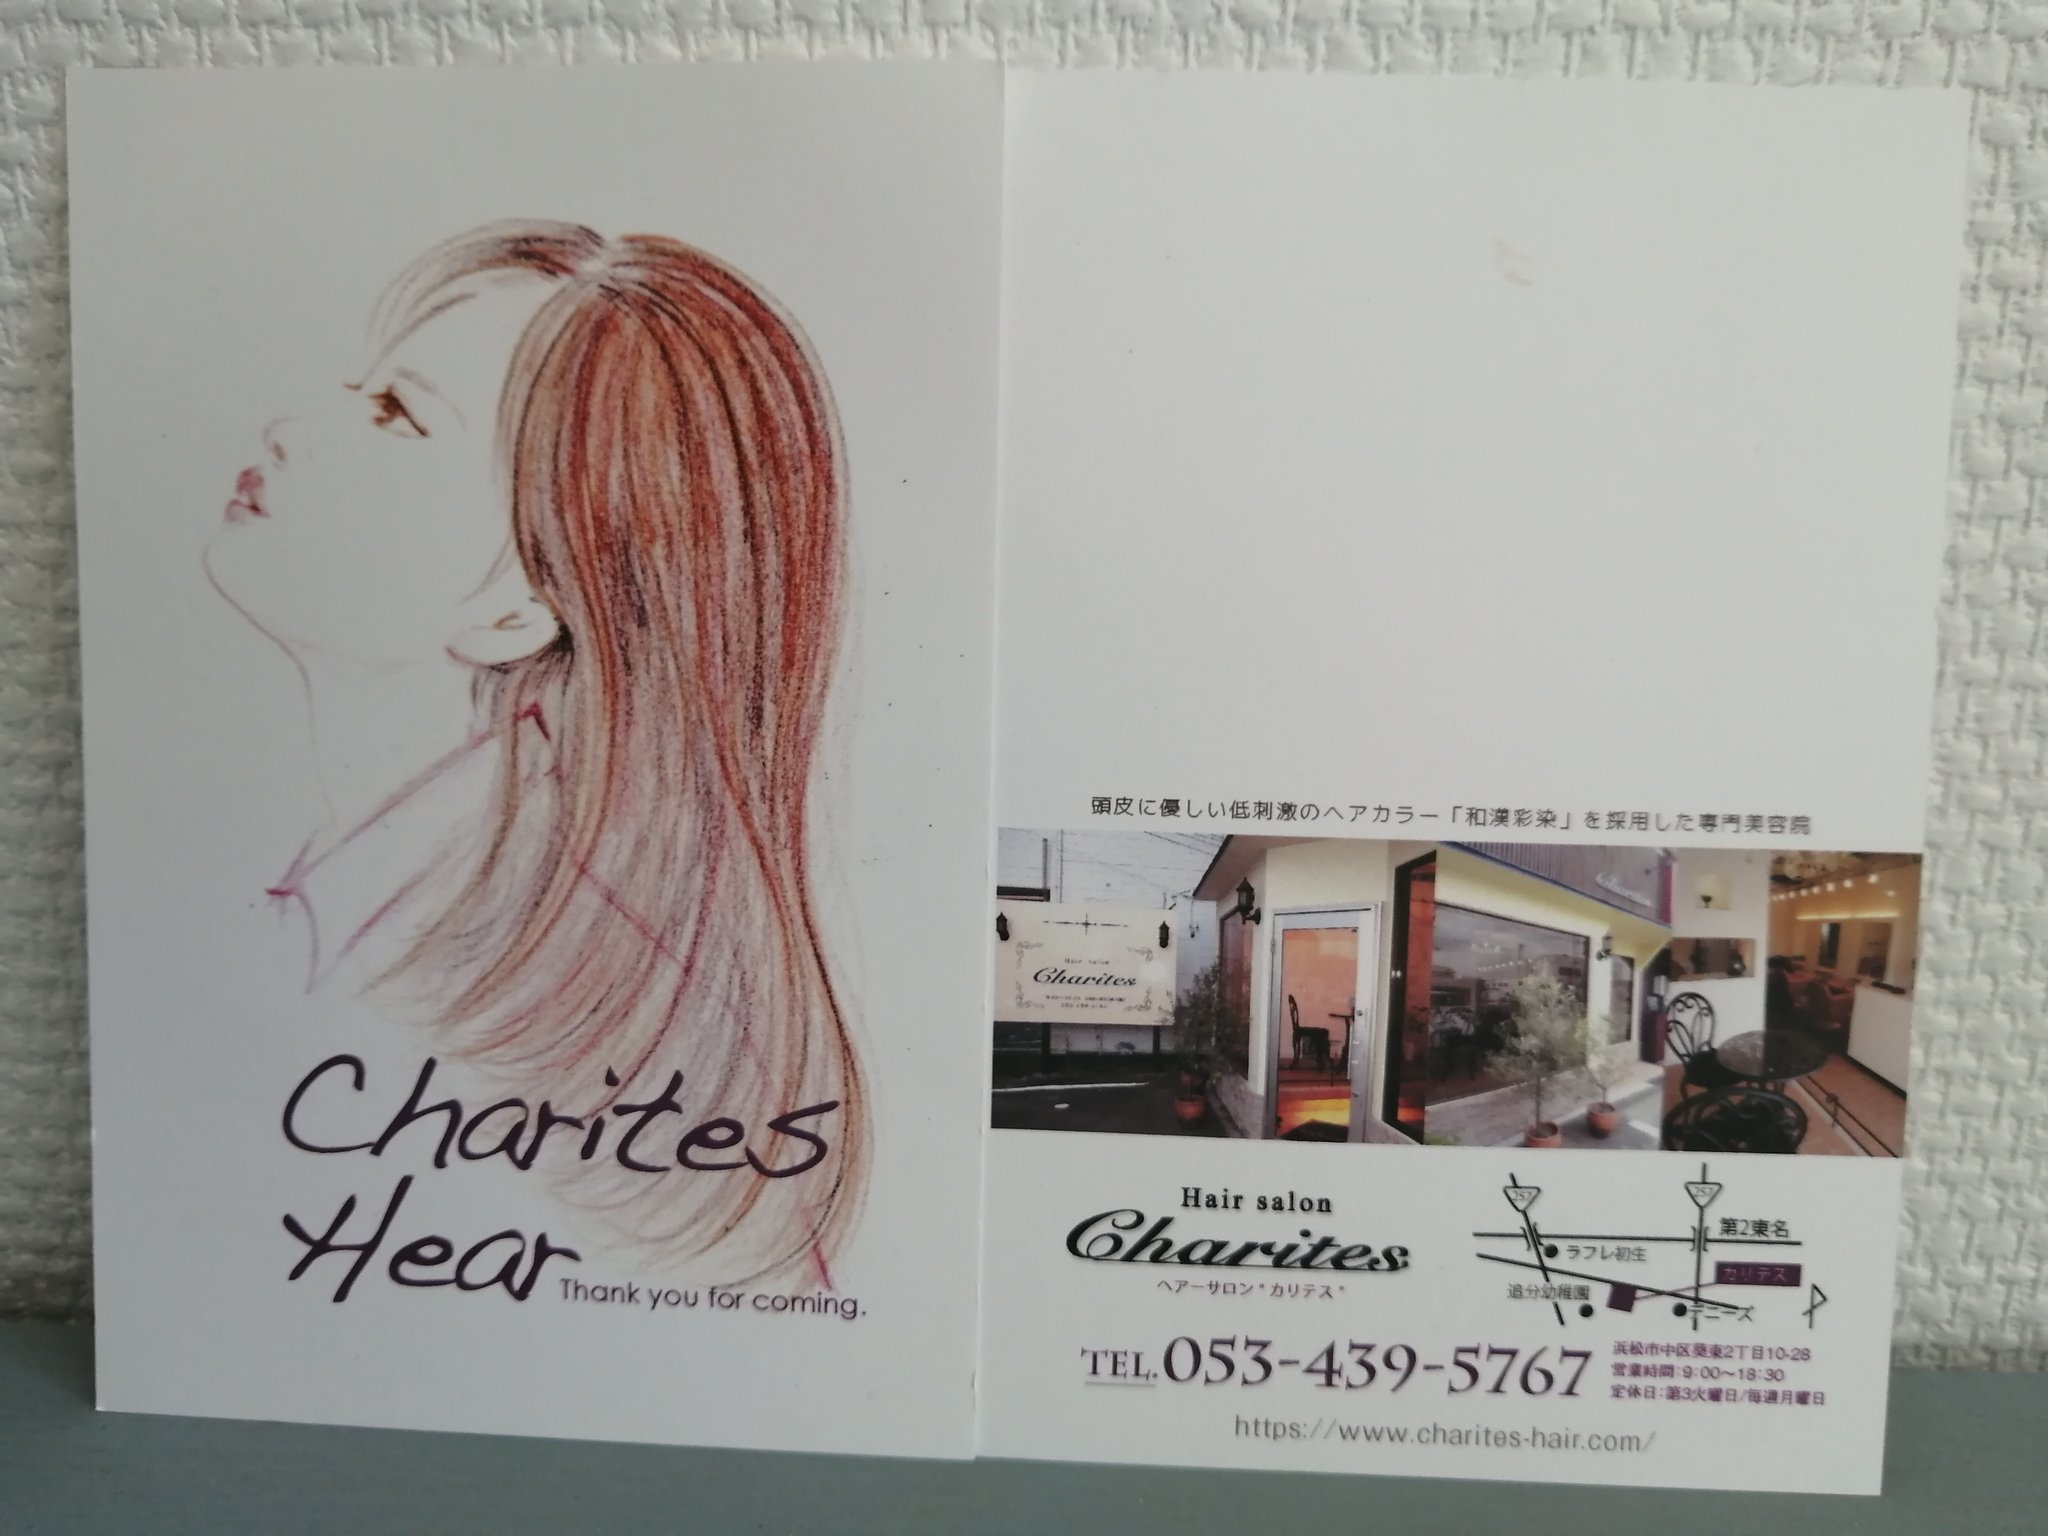 Charites
Hear
Thank you for coming.
頭皮に優しい低刺激のヘアカラー「和漢彩染」を採用した専門美容院
Hair salon
Charites
Charites
Hair salon
Charites
ヘアーサロン"カリテス"
257
257
第2東名
ラフレ初生
カリテス
追分幼稚園
デニーズ
TEL.053-439-5767
浜松市中区葵東2丁目10-28
営業時間:9:00~18:30
定休日:第3火曜日/毎週月曜日
https://www.charites-hair.com/